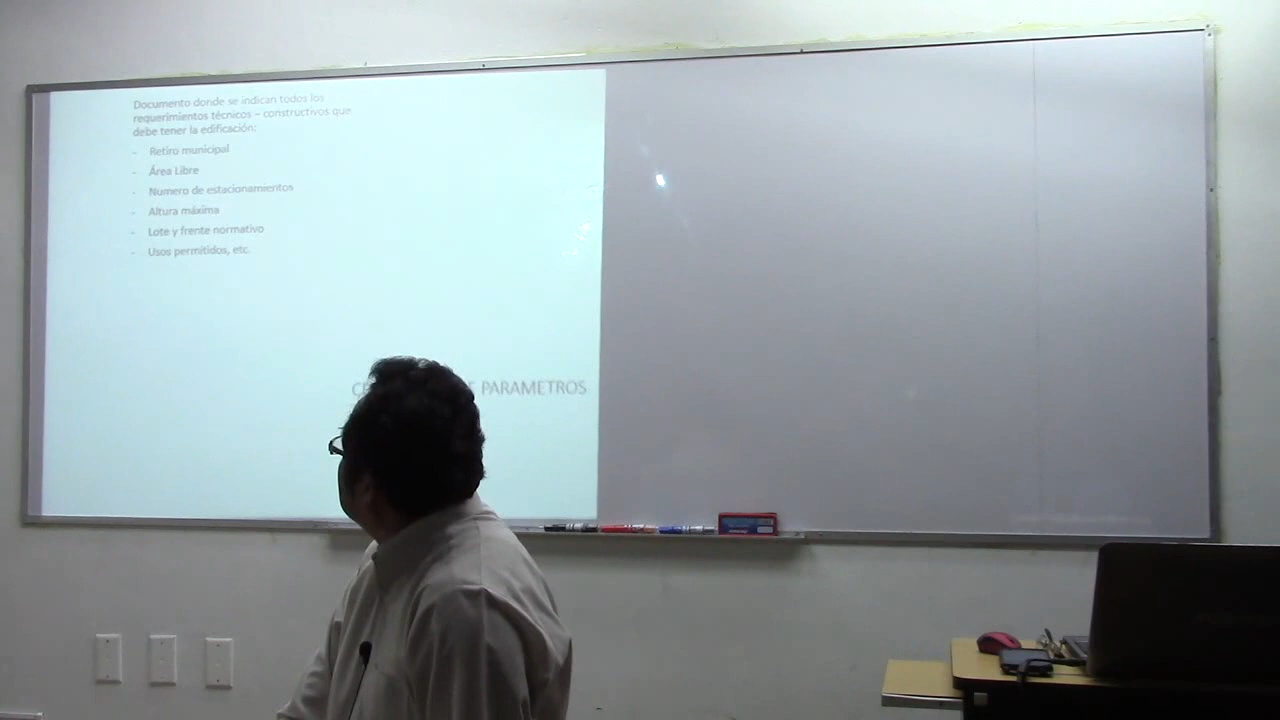 Documento donde se indican todos los
requerimientos técnicos – constructivos que
debe tener la edificación:
- Retiro municipal
- Área Libre
- Número de estacionamientos
- Altura máxima
- Lote y frente normativo
- Usos permitidos, etc.
PARAMETROS